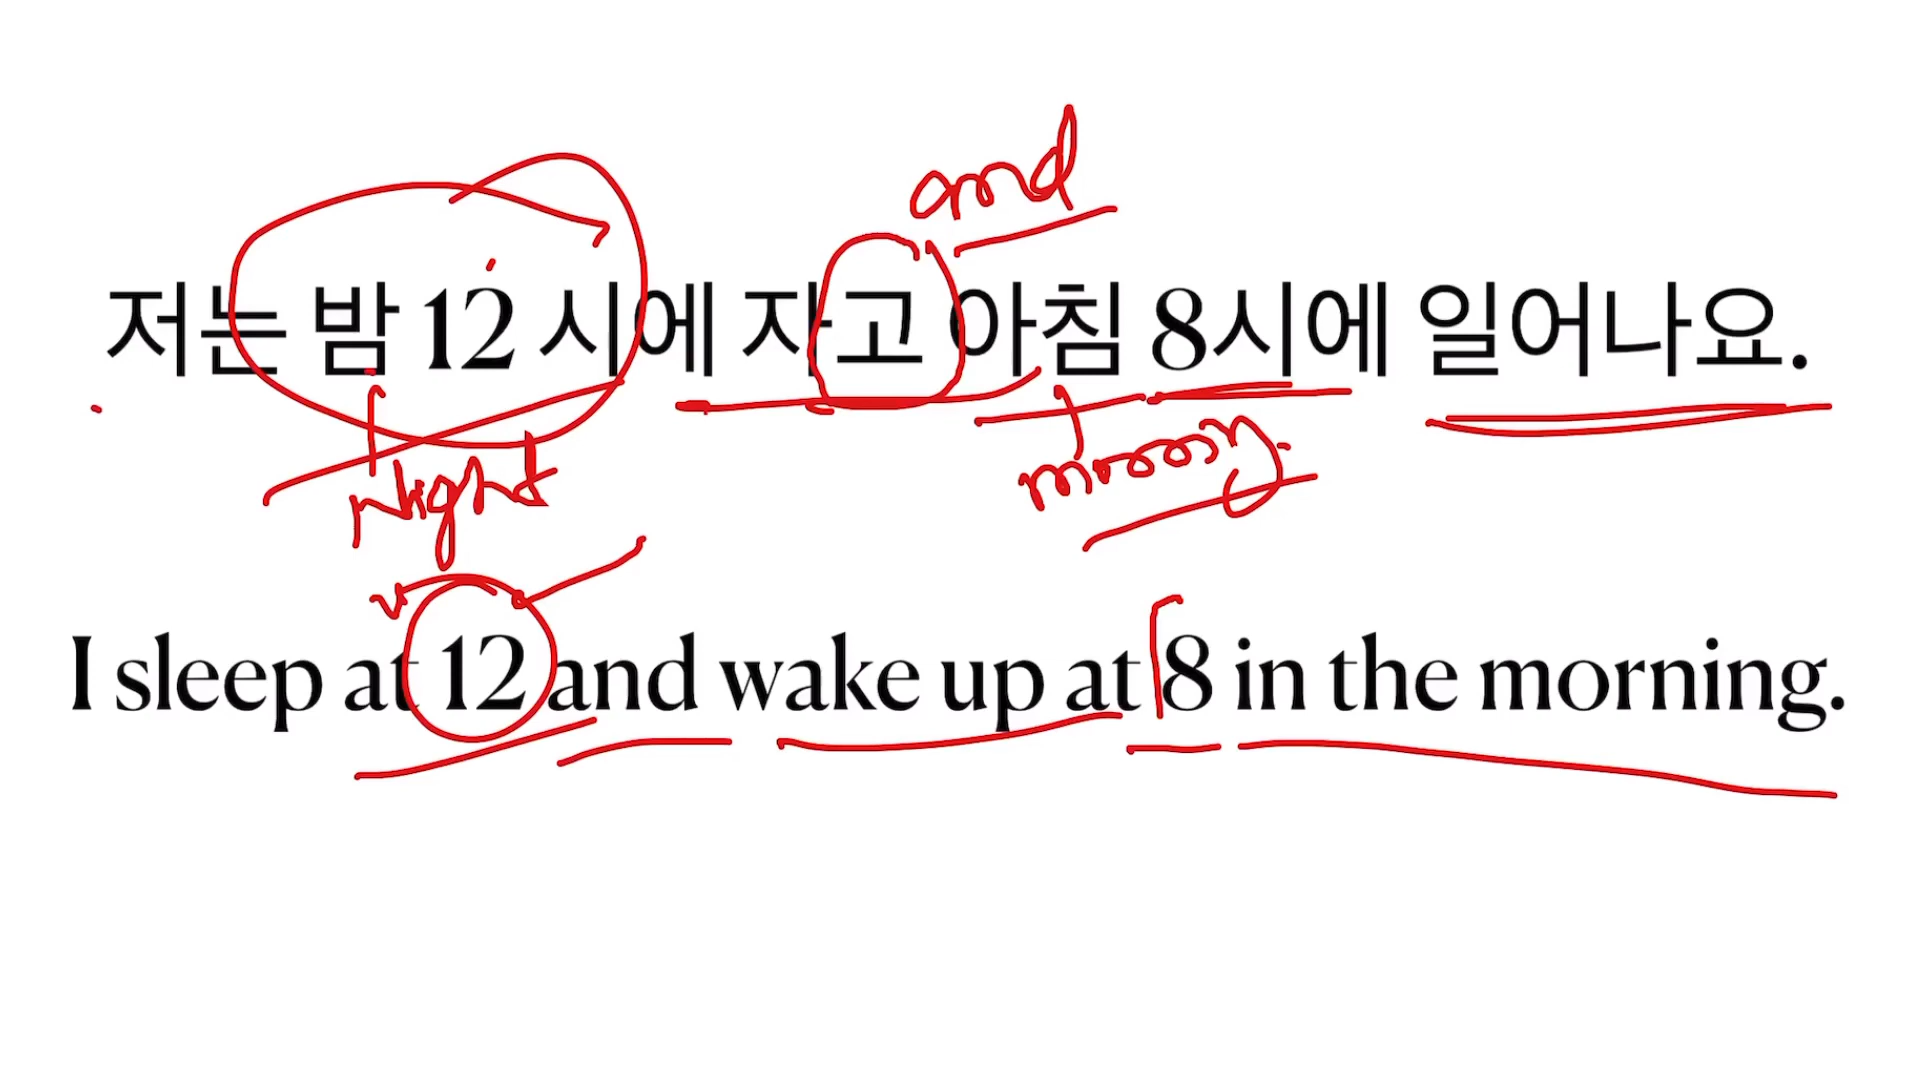 and
저는 밤 12 시에 자고 아침 8시에 일어나요.
Night
morning
I sleep at 12 and wake up at 8 in the morning.